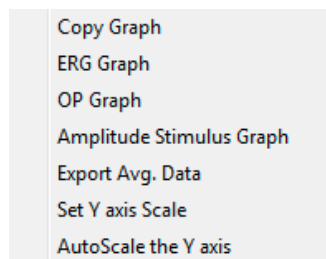 Copy Graph
ERG Graph
OP Graph
Amplitude Stimulus Graph
Export Avg. Data
Set Y axis Scale
AutoScale the Y axis